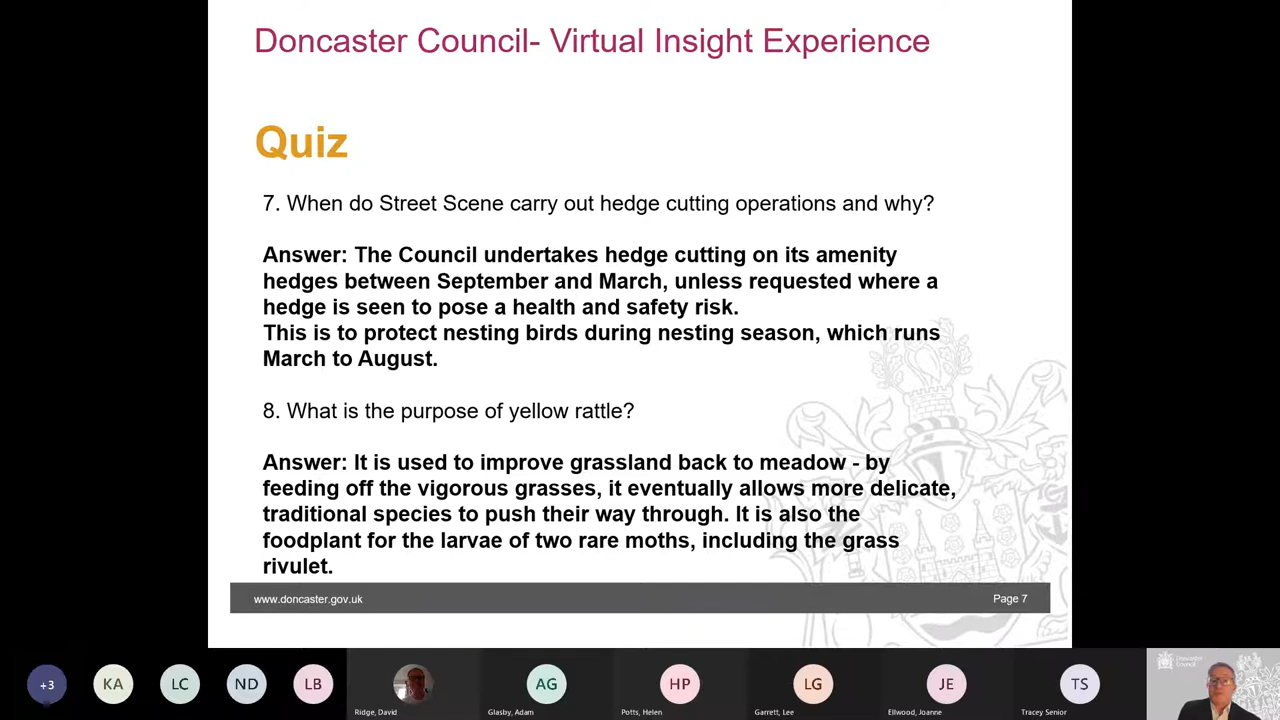 Doncaster Council- Virtual Insight Experience
Quiz
7. When do Street Scene carry out hedge cutting operations and why?
Answer: The Council undertakes hedge cutting on its amenity
hedges between September and March, unless requested where a
hedge is seen to pose a health and safety risk.
This is to protect nesting birds during nesting season, which runs
March to August.
8. What is the purpose of yellow rattle?
Answer: It is used to improve grassland back to meadow - by
feeding off the vigorous grasses, it eventually allows more delicate,
traditional species to push their way through. It is also the
foodplant for the larvae of two rare moths, including the grass
rivulet.
www.doncaster.gov.uk
Page 7
+3
KA
LC
ND
LB
Ridge, David
AG
Glasby, Adam
HP
Potts, Helen
LG
Garrett, Lee
JE
Ellwood, Joanne
TS
Tracey Senior
Doncaster
Council